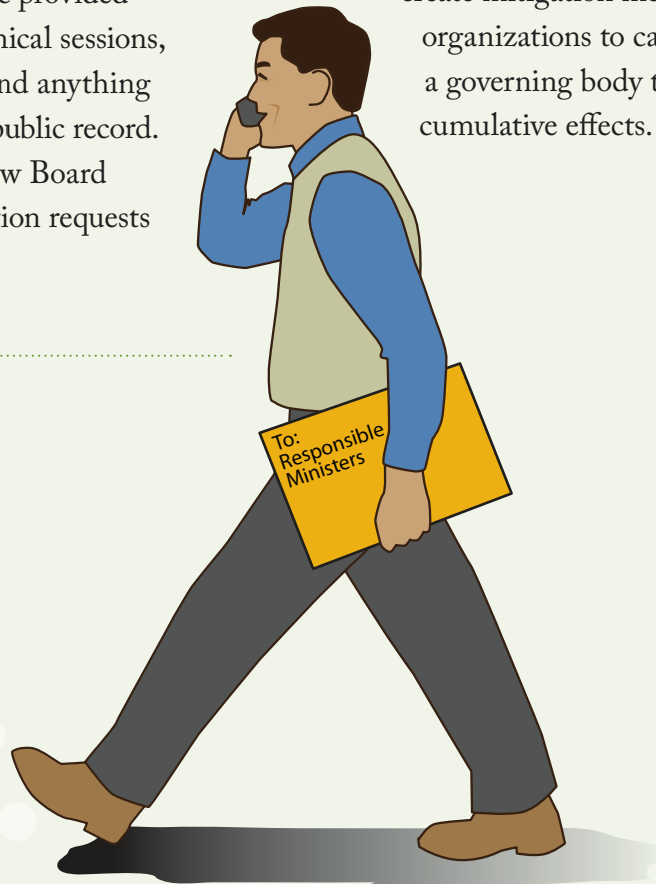 e provided
nical sessions,
nd anything
public record.
w Board
ion requests
create mitigation me
organizations to ca
a governing body t
cumulative effects.
To:
Responsible
Ministers